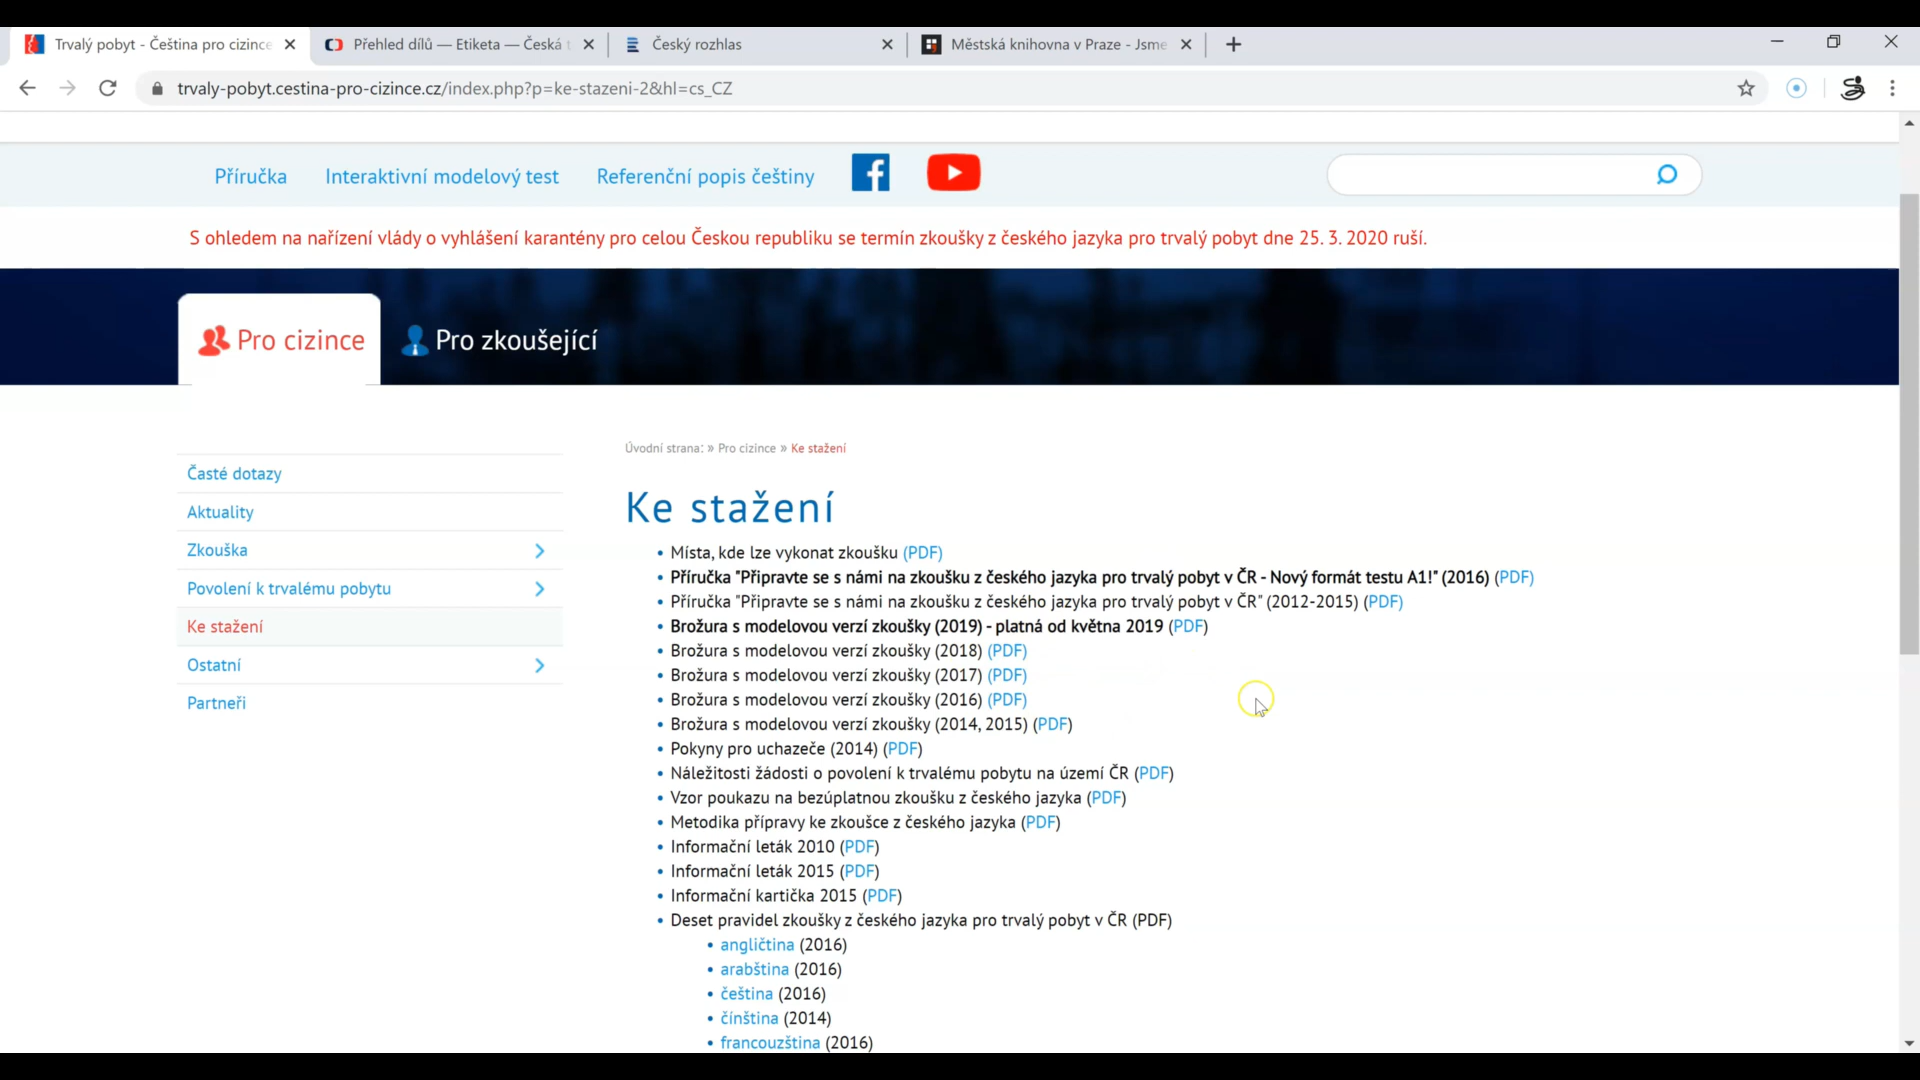 Trvalý pobyt - Čeština pro cizince
Přehled dílů — Etiketa — Česká t
Český rozhlas
Městská knihovna v Praze - Jsme
trvaly-pobyt.cestina-pro-cizince.cz/index.php?p=ke-stazeni-2&hl=cs_CZ
Příručka
Interaktivní modelový test
Referenční popis češtiny
S ohledem na nařízení vlády o vyhlášení karantény pro celou Českou republiku se termín zkoušky z českého jazyka pro trvalý pobyt dne 25. 3. 2020 ruší.
Pro cizince
Pro zkoušející
Časté dotazy
Aktuality
Zkouška
Povolení k trvalému pobytu
Ke stažení
Ostatní
Partneři
Úvodní strana: » Pro cizince » Ke stažení
Ke stažení
• Místa, kde lze vykonat zkoušku (PDF)
• Příručka "Připravte se s námi na zkoušku z českého jazyka pro trvalý pobyt v ČR - Nový formát testu A1!" (2016) (PDF)
• Příručka "Připravte se s námi na zkoušku z českého jazyka pro trvalý pobyt v ČR" (2012-2015) (PDF)
• Brožura s modelovou verzí zkoušky (2019) - platná od května 2019 (PDF)
• Brožura s modelovou verzí zkoušky (2018) (PDF)
• Brožura s modelovou verzí zkoušky (2017) (PDF)
• Brožura s modelovou verzí zkoušky (2016) (PDF)
• Brožura s modelovou verzí zkoušky (2014, 2015) (PDF)
• Pokyny pro uchazeče (2014) (PDF)
• Náležitosti žádosti o povolení k trvalému pobytu na území ČR (PDF)
• Vzor poukazu na bezúplatnou zkoušku z českého jazyka (PDF)
• Metodika přípravy ke zkoušce z českého jazyka (PDF)
• Informační leták 2010 (PDF)
• Informační leták 2015 (PDF)
• Informační kartička 2015 (PDF)
• Deset pravidel zkoušky z českého jazyka pro trvalý pobyt v ČR (PDF)
• angličtina (2016)
• arabština (2016)
• čeština (2016)
• čínština (2014)
• francouzština (2016)